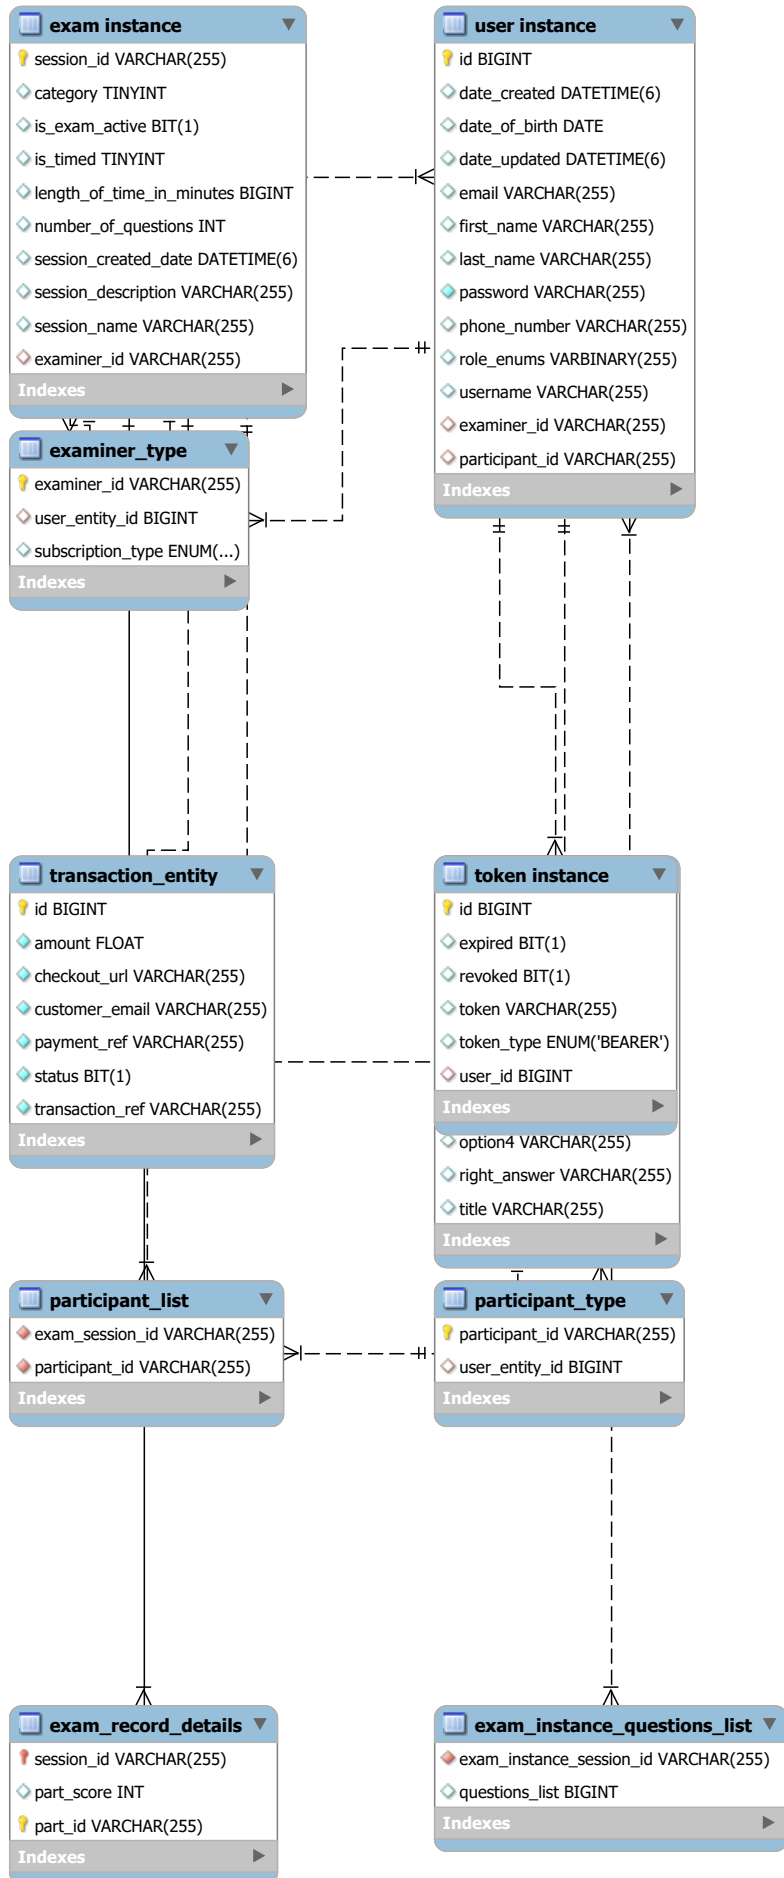 exam instance
session_id VARCHAR(255)
category TINYINT
is_exam_active BIT(1)
is_timed TINYINT
length_of_time_in_minutes BIGINT
number_of_questions INT
session_created_date DATETIME(6)
session_description VARCHAR(255)
session_name VARCHAR(255)
examiner_id VARCHAR(255)
Indexes
user instance
id BIGINT
date_created DATETIME(6)
date_of_birth DATE
date_updated DATETIME(6)
email VARCHAR(255)
first_name VARCHAR(255)
last_name VARCHAR(255)
password VARCHAR(255)
phone_number VARCHAR(255)
role_enums VARBINARY(255)
username VARCHAR(255)
examiner_id VARCHAR(255)
participant_id VARCHAR(255)
Indexes
examiner_type
examiner_id VARCHAR(255)
user_entity_id BIGINT
subscription_type ENUM(...)
Indexes
transaction_entity
id BIGINT
amount FLOAT
checkout_url VARCHAR(255)
customer_email VARCHAR(255)
payment_ref VARCHAR(255)
status BIT(1)
transaction_ref VARCHAR(255)
Indexes
token instance
id BIGINT
expired BIT(1)
revoked BIT(1)
token VARCHAR(255)
token_type ENUM('BEARER')
user_id BIGINT
Indexes
option4 VARCHAR(255)
right_answer VARCHAR(255)
title VARCHAR(255)
Indexes
participant_list
exam_session_id VARCHAR(255)
participant_id VARCHAR(255)
Indexes
participant_type
participant_id VARCHAR(255)
user_entity_id BIGINT
Indexes
exam_record_details
session_id VARCHAR(255)
part_score INT
part_id VARCHAR(255)
Indexes
exam_instance_questions_list
exam_instance_session_id VARCHAR(255)
questions_list BIGINT
Indexes